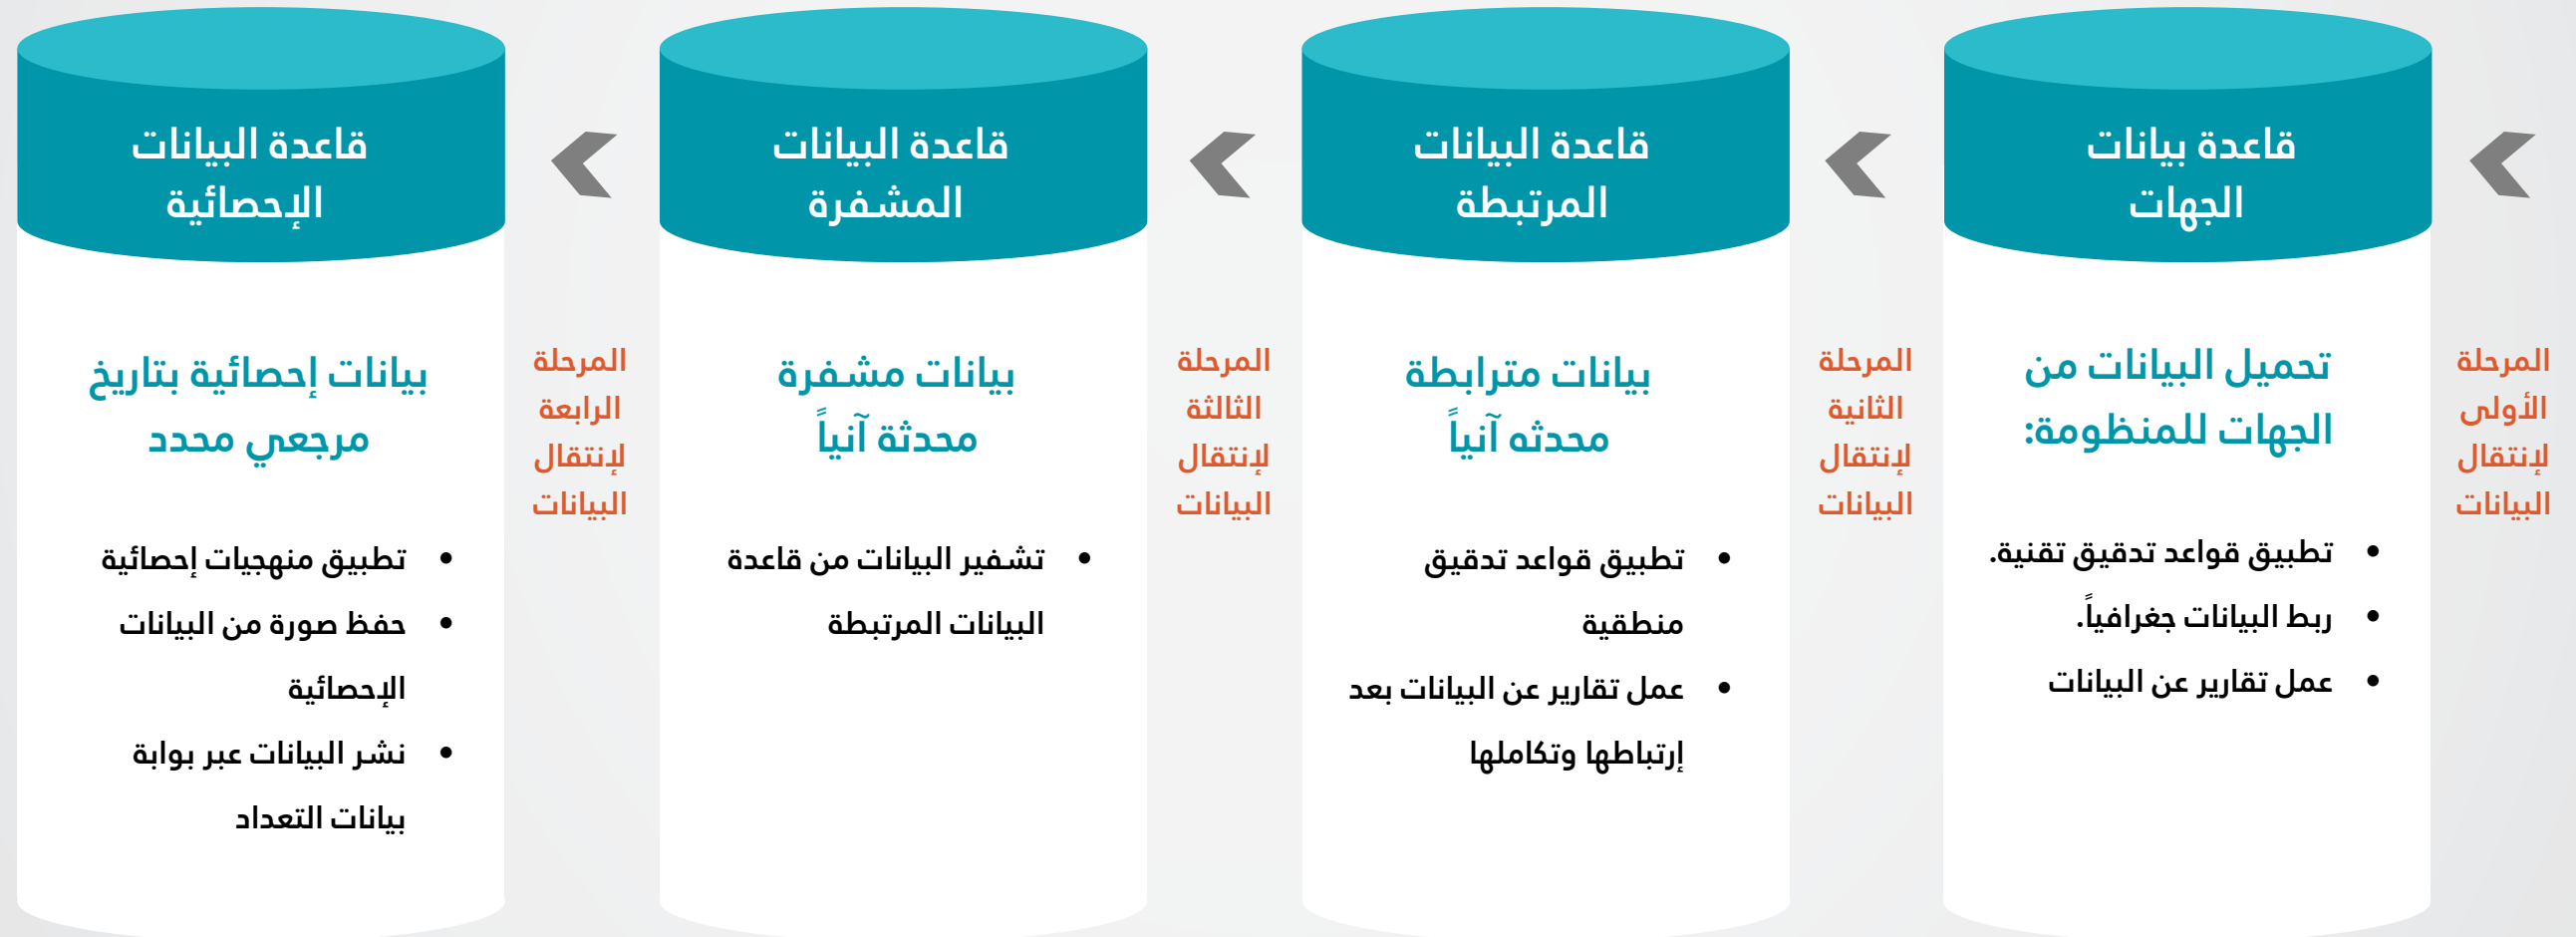 المرحلة
الأولى
لإنتقال
البيانات
قاعدة بيانات
الجهات
تحميل البيانات من
الجهات للمنظومة:
• تطبيق قواعد تدقيق تقنية.
• ربط البيانات جغرافياً.
• عمل تقارير عن البيانات
المرحلة
الثانية
لإنتقال
البيانات
قاعدة البيانات
المرتبطة
بيانات مترابطة
محدثه آنياً
• تطبيق قواعد تدقيق
منطقية
• عمل تقارير عن البيانات بعد
إرتباطها وتكاملها
المرحلة
الثالثة
لإنتقال
البيانات
قاعدة البيانات
المشفرة
بيانات مشفرة
محدثة آنياً
• تشفير البيانات من قاعدة
البيانات المرتبطة
المرحلة
الرابعة
لإنتقال
البيانات
قاعدة البيانات
الإحصائية
بيانات إحصائية بتاريخ
مرجعي محدد
• تطبيق منهجيات إحصائية
• حفظ صورة من البيانات
الإحصائية
• نشر البيانات عبر بوابة
بيانات التعداد